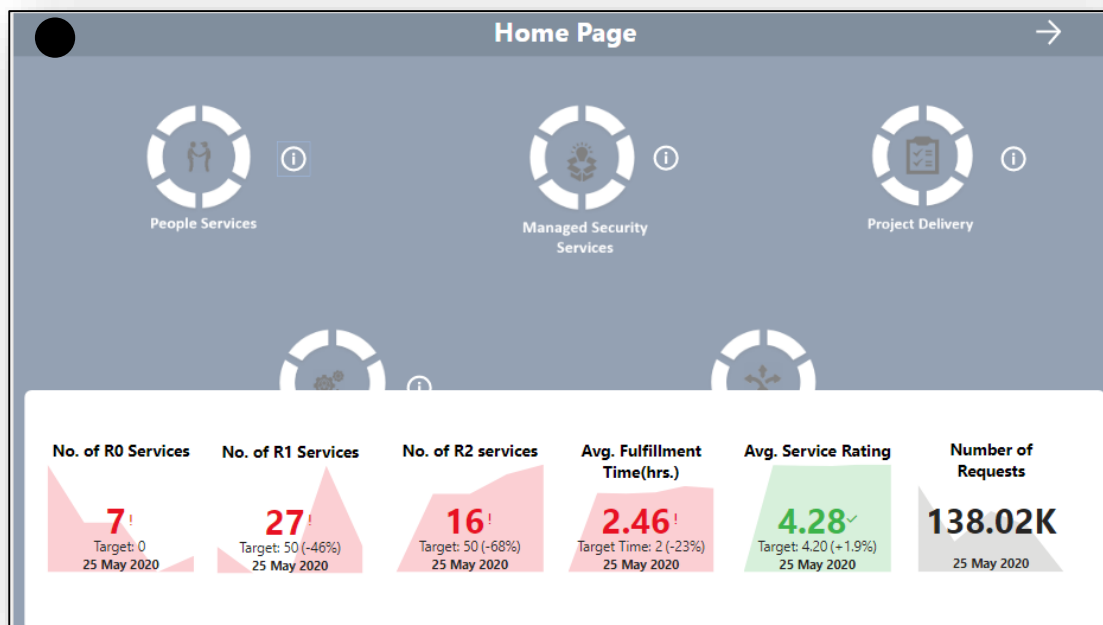 Home Page
People Services
Managed Security
Services
Project Delivery
No. of R0 Services
7!
Target: 0
25 May 2020
No. of R1 Services
27!
Target: 50 (-46%)
25 May 2020
No. of R2 services
16!
Target: 50 (-68%)
25 May 2020
Avg. Fulfillment
Time(hrs.)
2.46!
Target Time: 2 (-23%)
25 May 2020
Avg. Service Rating
4.28✓
Target: 4.20 (+1.9%)
25 May 2020
Number of
Requests
138.02K
25 May 2020